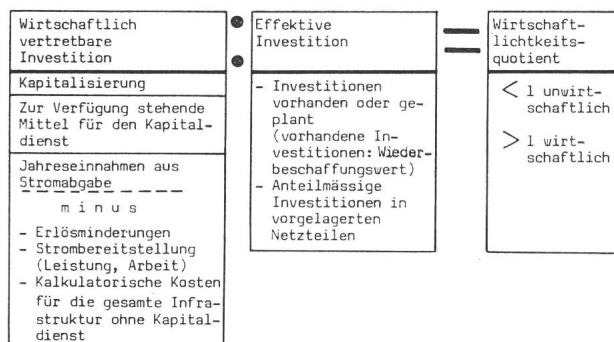 Wirtschaftlich
vertretbare
Investition
Kapitalisierung
Zur Verfügung stehende
Mittel für den Kapital-
dienst
Jahreseinnahmen aus
Stromabgabe
minus
- Erlösminderungen
- Strombereitstellung
(Leistung, Arbeit)
- Kalkulatorische Kosten
für die gesamte Infra-
struktur ohne Kapital-
dienst
:
Effektive
Investition
- Investitionen
vorhanden oder ge-
plant
(vorhandene In-
vestitionen: Wieder-
beschaffungswert)
- Anteilmässige
Investitionen in
vorgelagerten
Netzteilen
=
Wirtschaft-
lichtkeits-
quotient
< 1 unwirt-
schaftlich
> 1 wirt-
schaftlich